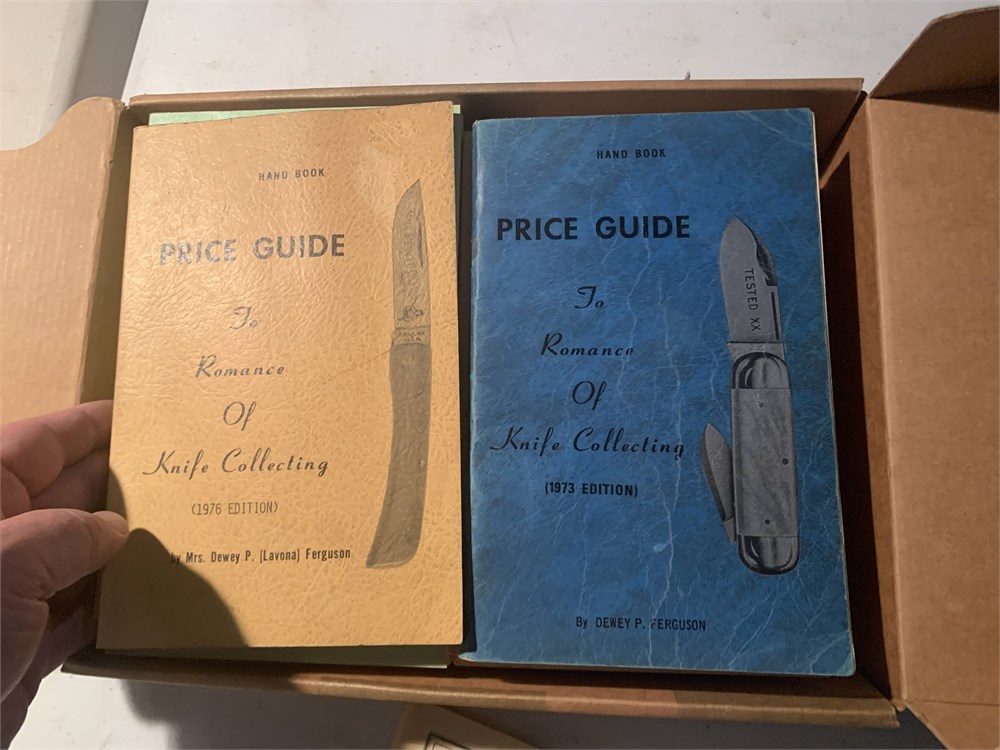 HAND BOOK
PRICE GUIDE
To
Romance
Of
Knife Collecting
(1976 EDITION)
by Mrs. Dewey P. (Lavona) Ferguson
HAND BOOK
PRICE GUIDE
To
Romance
Of
Knife Collecting
(1973 EDITION)
TESTED XX
By DEWEY P. FERGUSON